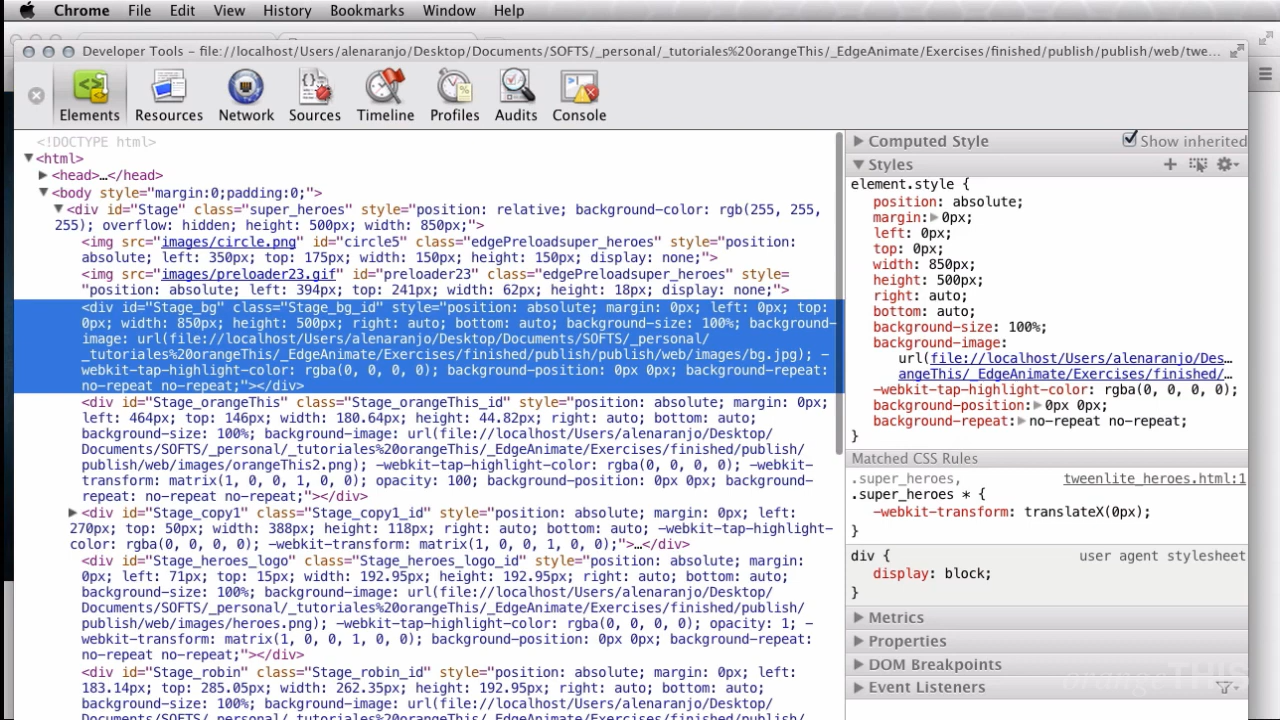 Chrome File Edit View History Bookmarks Window Help
Developer Tools - file://localhost/Users/alenaranjo/Desktop/Documents/SOFTS/_personal/_tutoriales%20orangeThis/_EdgeAnimate/Exercises/finished/publish/publish/web/twe...
Elements Resources Network Sources Timeline Profiles Audits Console
<!DOCTYPE html>
<html>
<head>…</head>
<body style="margin:0;padding:0;">
<div id="Stage" class="super_heroes" style="position: relative; background-color: rgb(255, 255,
255); overflow: hidden; height: 500px; width: 850px;">
<img src="images/circle.png" id="circle5" class="edgePreloadsuper_heroes" style="position:
absolute; left: 350px; top: 175px; width: 150px; height: 150px; display: none;">
<img src="images/preloader23.gif" id="preloader23" class="edgePreloadsuper_heroes" style=
"position: absolute; left: 394px; top: 241px; width: 62px; height: 18px; display: none;">
<div id="Stage_bg" class="Stage_bg_id" style="position: absolute; margin: 0px; left: 0px; top:
0px; width: 850px; height: 500px; right: auto; bottom: auto; background-size: 100%; background-
image: url(file://localhost/Users/alenaranjo/Desktop/Documents/SOFTS/_personal/
_tutoriales%20orangeThis/_EdgeAnimate/Exercises/finished/publish/publish/web/images/bg.jpg); -
webkit-tap-highlight-color: rgba(0, 0, 0, 0); background-position: 0px 0px; background-repeat:
no-repeat no-repeat;"></div>
<div id="Stage_orangeThis" class="Stage_orangeThis_id" style="position: absolute; margin: 0px;
left: 464px; top: 146px; width: 180.64px; height: 44.82px; right: auto; bottom: auto;
background-size: 100%; background-image: url(file://localhost/Users/alenaranjo/Desktop/
Documents/SOFTS/_personal/_tutoriales%20orangeThis/_EdgeAnimate/Exercises/finished/publish/
publish/web/images/orangeThis2.png); -webkit-tap-highlight-color: rgba(0, 0, 0, 0); -webkit-
transform: matrix(1, 0, 0, 1, 0, 0); opacity: 100; background-position: 0px 0px; background-
repeat: no-repeat no-repeat;"></div>
<div id="Stage_copy1" class="Stage_copy1_id" style="position: absolute; margin: 0px; left:
270px; top: 50px; width: 388px; height: 118px; right: auto; bottom: auto; -webkit-tap-highlight-
color: rgba(0, 0, 0, 0); -webkit-transform: matrix(1, 0, 0, 1, 0, 0);">…</div>
<div id="Stage_heroes_logo" class="Stage_heroes_logo_id" style="position: absolute; margin:
0px; left: 71px; top: 15px; width: 192.95px; height: 192.95px; right: auto; bottom: auto;
background-size: 100%; background-image: url(file://localhost/Users/alenaranjo/Desktop/
Documents/SOFTS/_personal/_tutoriales%20orangeThis/_EdgeAnimate/Exercises/finished/publish/
publish/web/images/heroes.png); -webkit-tap-highlight-color: rgba(0, 0, 0, 0); opacity: 1; -
webkit-transform: matrix(1, 0, 0, 1, 0, 0); background-position: 0px 0px; background-repeat:
no-repeat no-repeat;"></div>
<div id="Stage_robin" class="Stage_robin_id" style="position: absolute; margin: 0px; left:
183.14px; top: 285.05px; width: 262.35px; height: 192.95px; right: auto; bottom: auto;
background-size: 100%; background-image: url(file://localhost/Users/alenaranjo/Desktop/
Documents/SOFTS/_personal/_tutoriales%20orangeThis/_EdgeAnimate/Exercises/finished/publish/
Computed Style Show inherited
Styles
element.style {
position: absolute;
margin: 0px;
left: 0px;
top: 0px;
width: 850px;
height: 500px;
right: auto;
bottom: auto;
background-size: 100%;
background-image:
url(file://localhost/Users/alenaranjo/Des…
angeThis/_EdgeAnimate/Exercises/finished/…
-webkit-tap-highlight-color: rgba(0, 0, 0, 0);
background-position: 0px 0px;
background-repeat: no-repeat no-repeat;
}
Matched CSS Rules
.super_heroes, tweenlite_heroes.html:1
.super_heroes * {
-webkit-transform: translateX(0px);
}
div { user agent stylesheet
display: block;
}
Metrics
Properties
DOM Breakpoints
Event Listeners
orangeTHIS